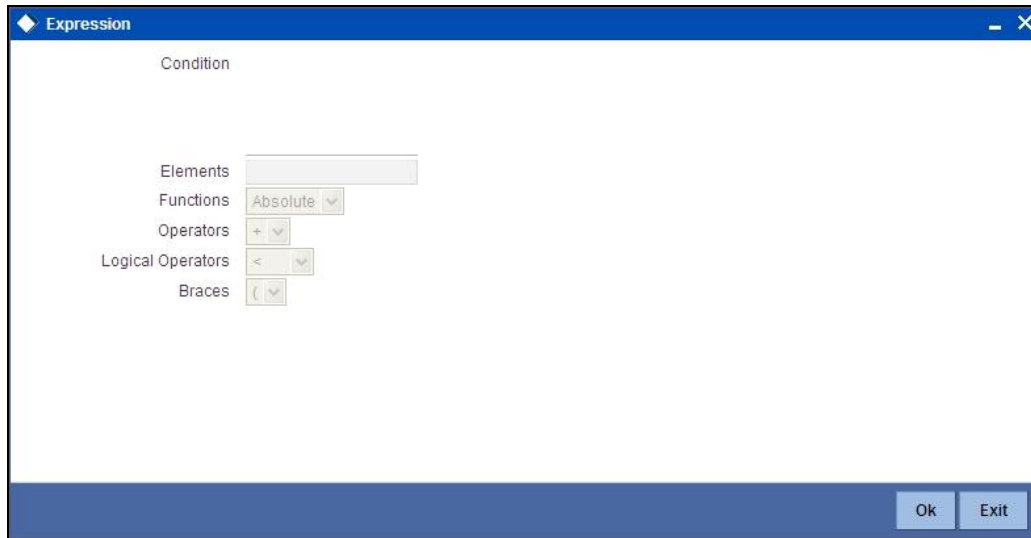 Expression
Condition
Elements
Functions Absolute
Operators +
Logical Operators <
Braces (
Ok Exit